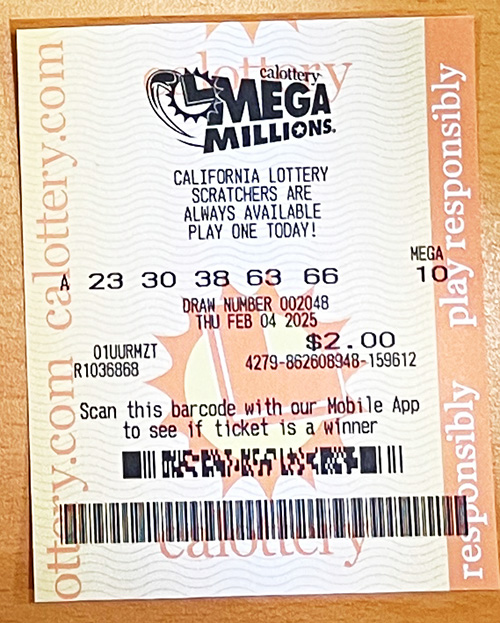 calottery
calottery
MEGA
MILLIONS.
CALIFORNIA LOTTERY
SCRATCHERS ARE
ALWAYS AVAILABLE
PLAY ONE TODAY!
MEGA
A 23 30 38 63 66 10
DRAW NUMBER 002048
THU FEB 04 2025
$2.00
01UURMZT
R1036868 4279-862608948-159612
Scan this barcode with our Mobile App
to see if ticket is a winner
calottery
ottery.com calottery.com
play responsibly
responsibly